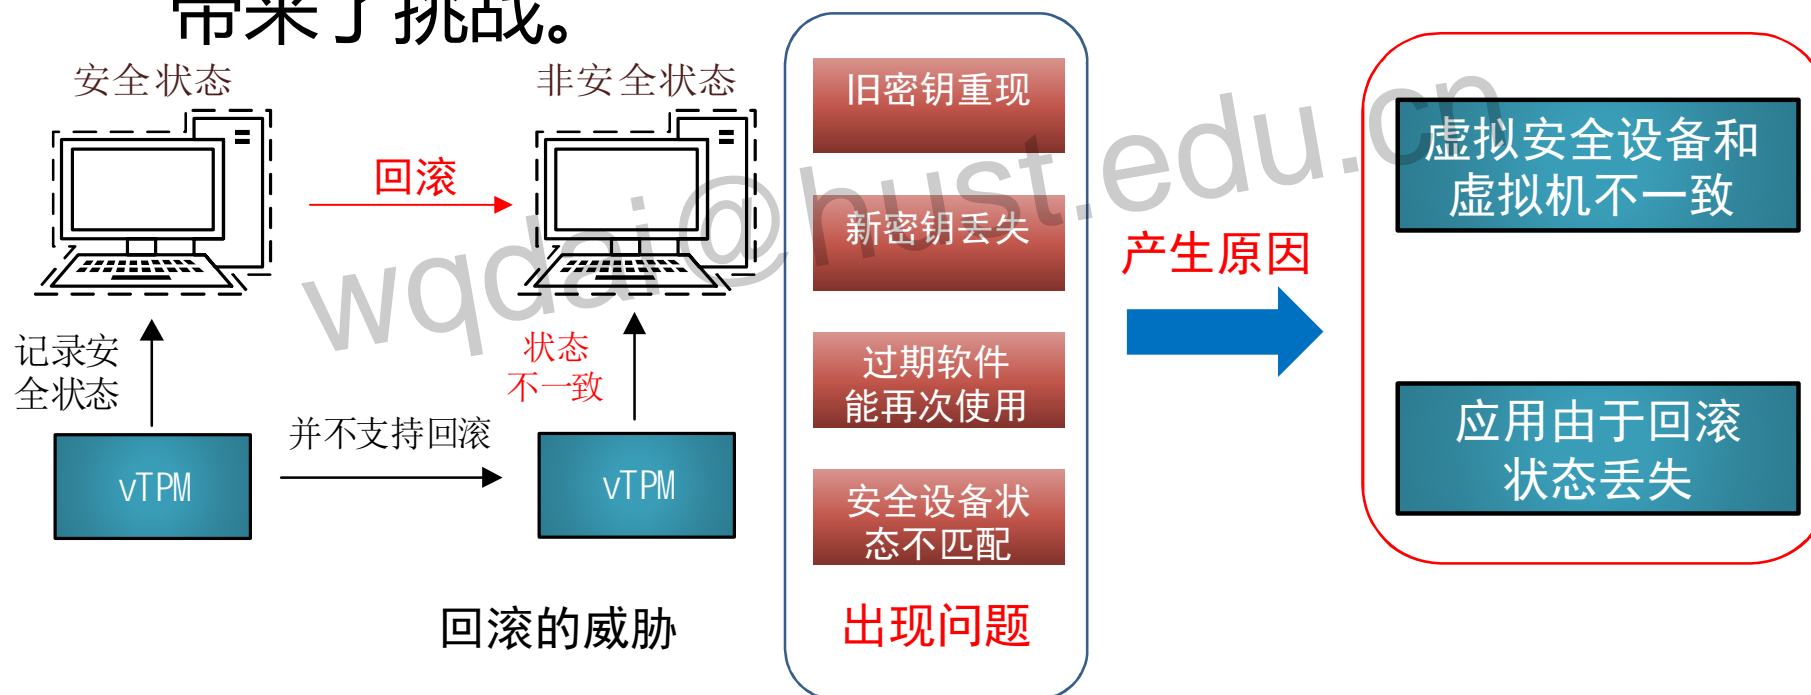 带来了挑战。
安全状态
非安全状态
回滚
记录安
全状态
状态
不一致
并不支持回滚
vTPM
vTPM
回滚的威胁
旧密钥重现
新密钥丢失
过期软件
能再次使用
安全设备状
态不匹配
出现问题
产生原因
虚拟安全设备和
虚拟机不一致
应用由于回滚
状态丢失
wqdai@hust.edu.cn